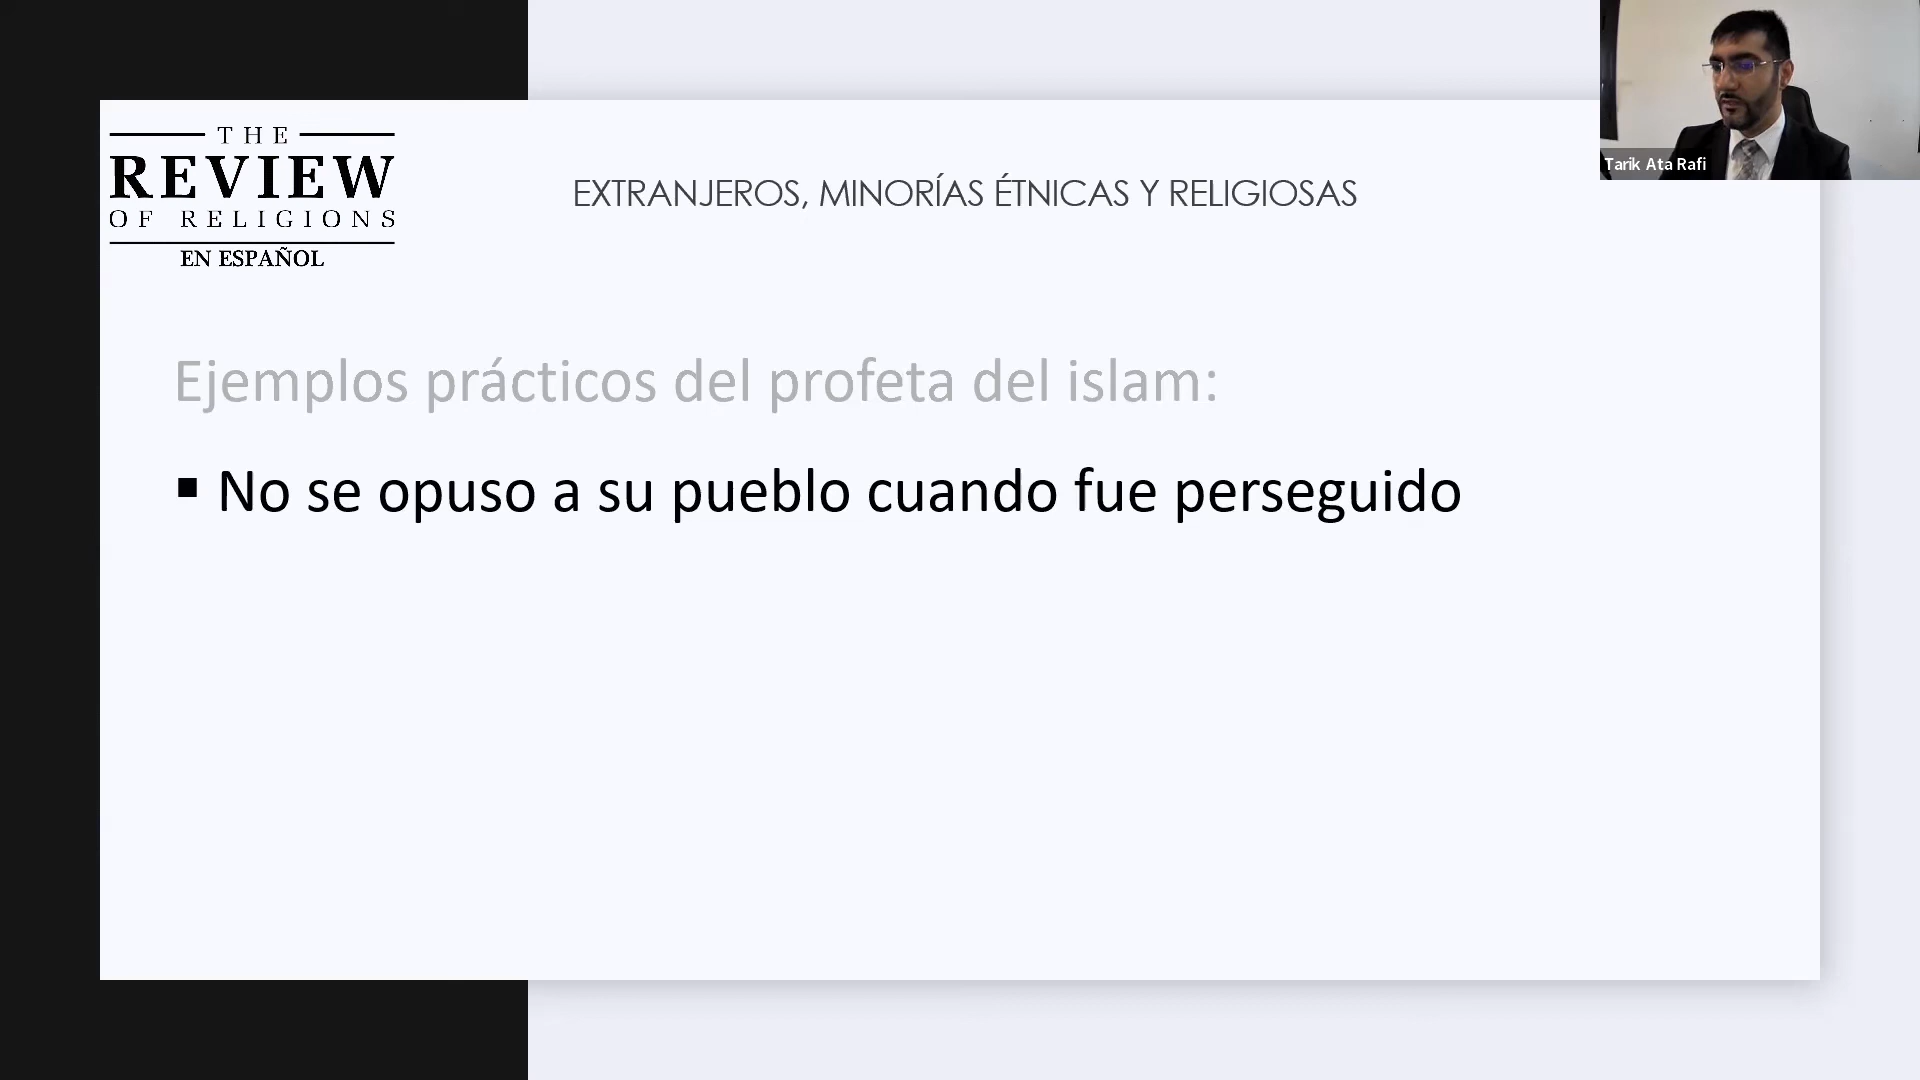 THE
REVIEW
OF RELIGIONS
EN ESPAÑOL
EXTRANJEROS, MINORÍAS ÉTNICAS Y RELIGIOSAS
Tarik Ata Rafi
Ejemplos prácticos del profeta del islam:
▪ No se opuso a su pueblo cuando fue perseguido